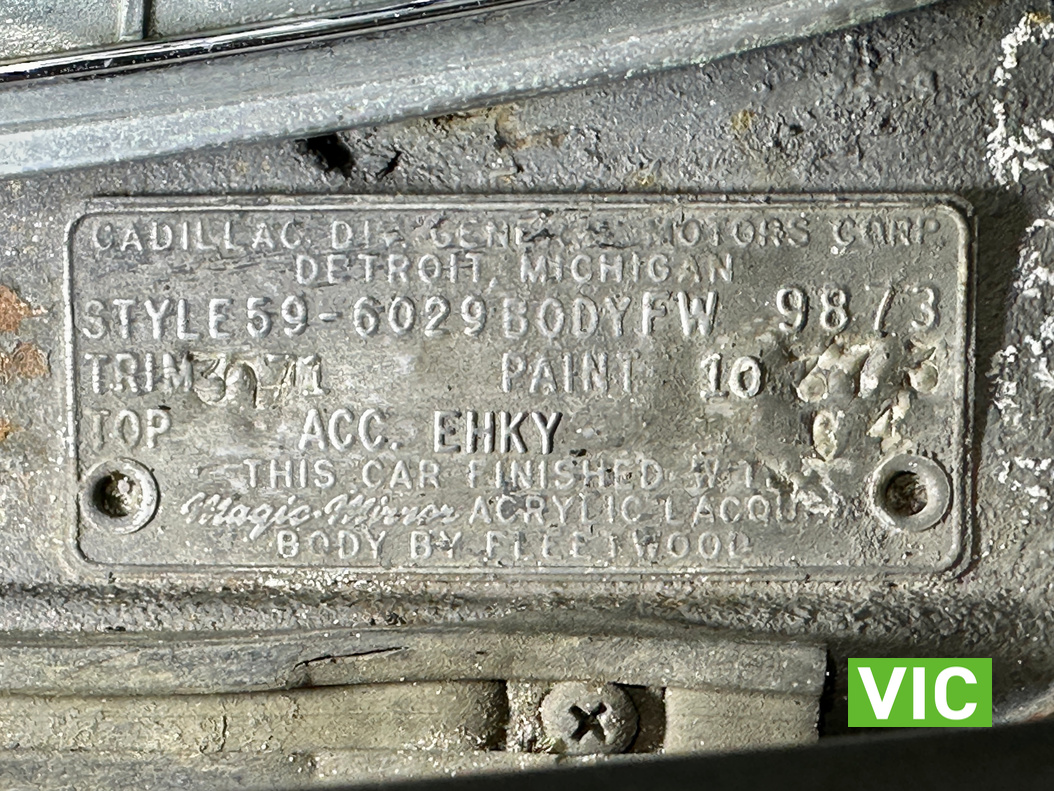 CADILLAC DIV. GENERAL MOTORS CORP
DETROIT, MICHIGAN
STYLE 59-6029 BODY FW 9873
TRIM PAINT 10
TOP ACC. EHKY
THIS CAR FINISHED WITH
Magic-Mirror ACRYLIC LACQUER
BODY BY FLEETWOOD
VIC